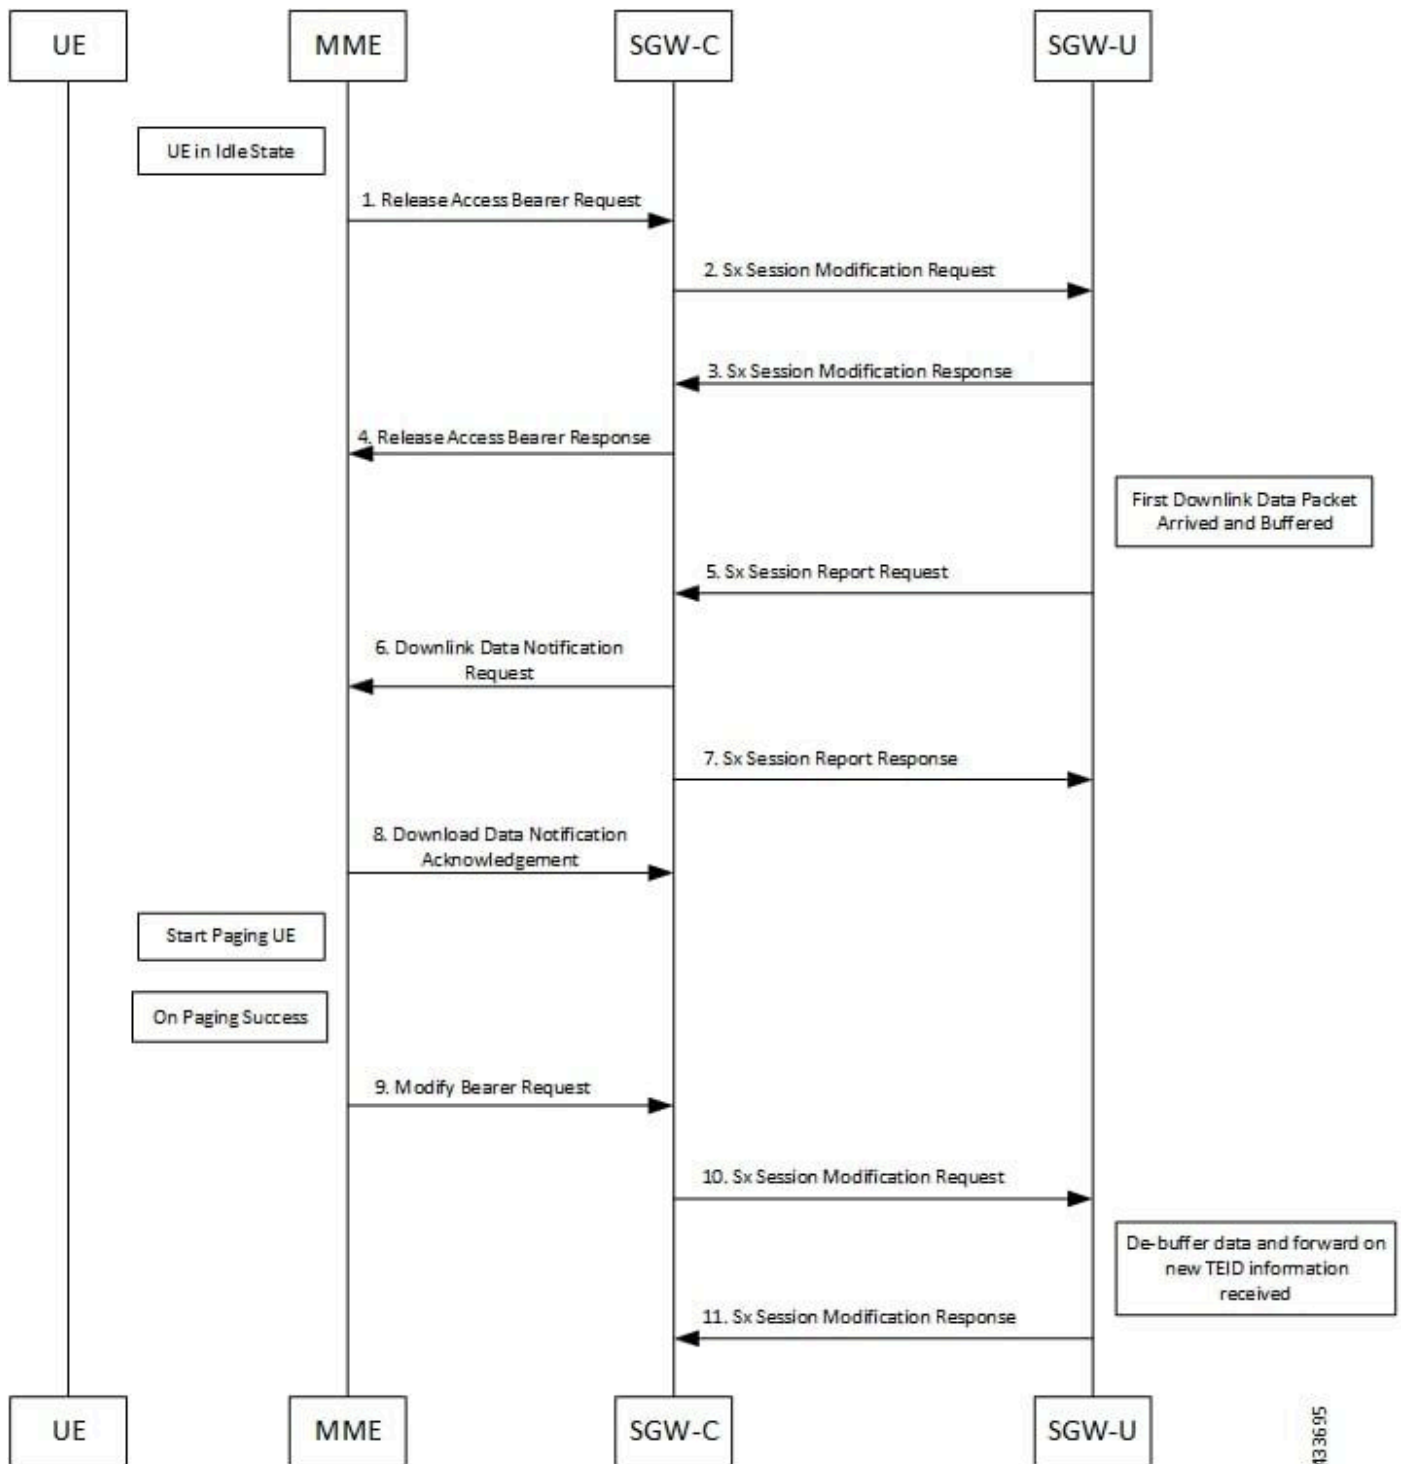 UE
MME
SGW-C
SGW-U
UE in Idle State
1. Release Access Bearer Request
2. Sx Session Modification Request
3. Sx Session Modification Response
4. Release Access Bearer Response
First Downlink Data Packet
Arrived and Buffered
5. Sx Session Report Request
6. Downlink Data Notification
Request
7. Sx Session Report Response
8. Download Data Notification
Acknowledgement
Start Paging UE
On Paging Success
9. Modify Bearer Request
10. Sx Session Modification Request
De-buffer data and forward on
new TEID information
received
11. Sx Session Modification Response
UE
MME
SGW-C
SGW-U
433695